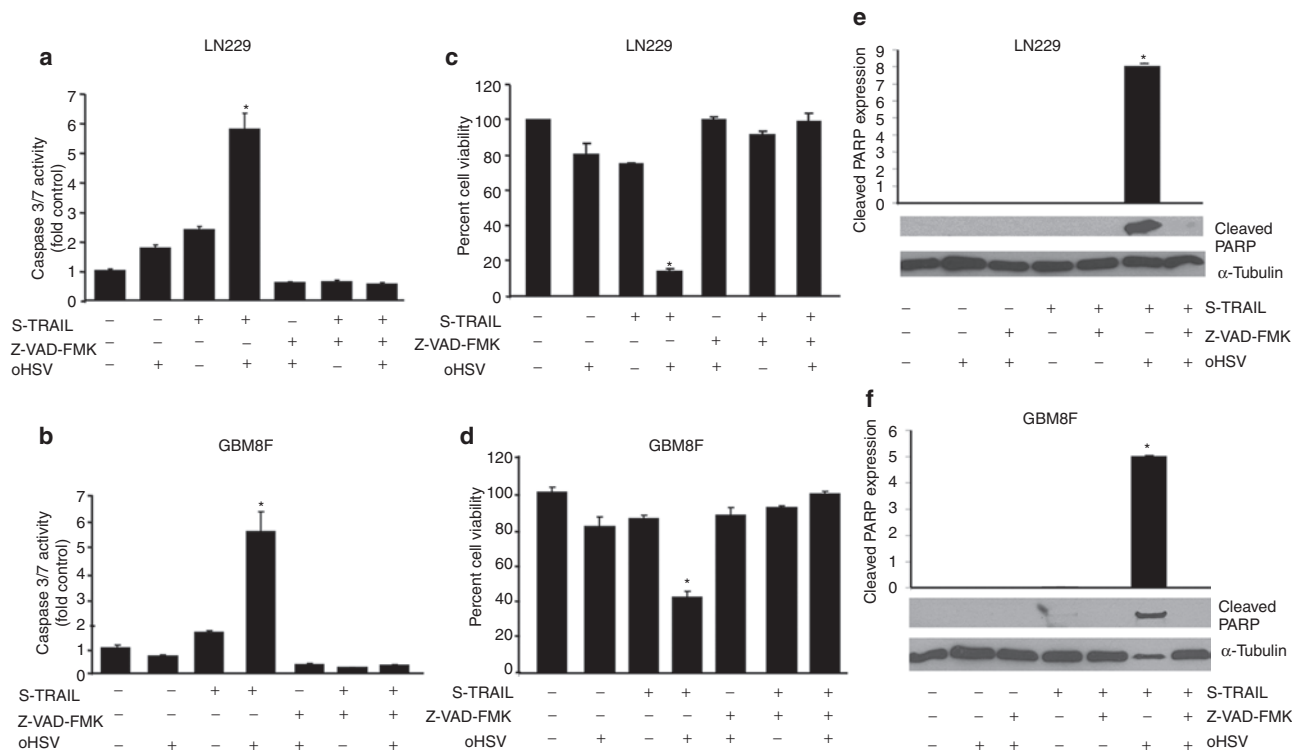 a
LN229
Caspase 3/7 activity
(fold control)
7
6
5
4
3
2
1
0
*
S-TRAIL – – + + – + +
Z-VAD-FMK – – – – + + +
oHSV – + – + + – +
b
GBM8F
Caspase 3/7 activity
(fold control)
7
6
5
4
3
2
1
0
*
S-TRAIL – – + + – + +
Z-VAD-FMK – – – – + + +
oHSV – + – + + – +
c
LN229
Percent cell viability
120
100
80
60
40
20
0
*
S-TRAIL – – + + – + +
Z-VAD-FMK – – – – + + +
oHSV – + – + + – +
d
GBM8F
Percent cell viability
120
100
80
60
40
20
0
*
S-TRAIL – – + + – + +
Z-VAD-FMK – – – – + + +
oHSV – + – + + – +
e
LN229
Cleaved PARP expression
9
8
7
6
5
4
3
2
1
0
*
Cleaved
PARP
α-Tubulin
– – – + + + + S-TRAIL
– – + – + – + Z-VAD-FMK
– + + – – + + oHSV
f
GBM8F
Cleaved PARP expression
6
5
4
3
2
1
0
*
Cleaved
PARP
α-Tubulin
– – – + + + + S-TRAIL
– – + – + – + Z-VAD-FMK
– + + – – + + oHSV